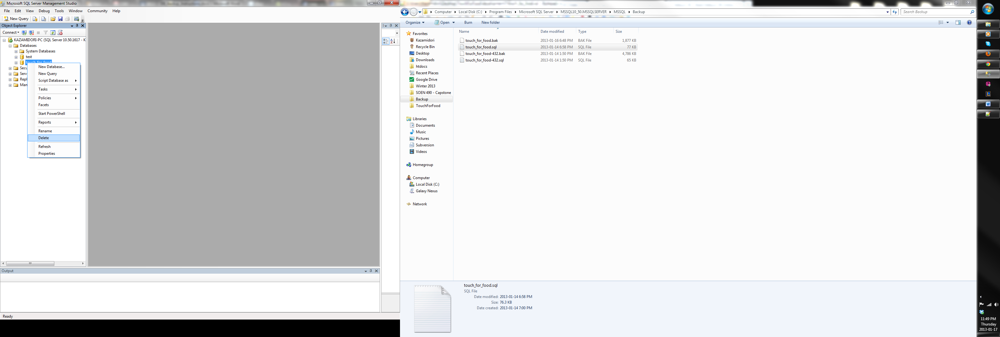 Microsoft SQL Server Management Studio
File Edit View Debug Tools Window Community Help
New Query
Object Explorer
Connect
KAZAMIDORI-PC (SQL Server 10.50.1617 - K
Databases
System Databases
test
touch_for_food
Secu
Serv
Repl
Man
New Database...
New Query
Script Database as
Tasks
Policies
Facets
Start PowerShell
Reports
Rename
Delete
Refresh
Properties
Output
Ready
Computer Local Disk (C:) Program Files Microsoft SQL Server MSSQL10_50.MSSQLSERVER MSSQL Backup
Search Backup
Organize Open Burn New folder
Name Date modified Type Size
touch_for_food.bak 2013-01-16 6:48 PM BAK File 1,877 KB
touch_for_food.sql 2013-01-14 6:58 PM SQL File 77 KB
touch_for_food-432.bak 2013-01-14 1:50 PM BAK File 4,786 KB
touch_for_food-432.sql 2013-01-14 1:50 PM SQL File 65 KB
Favorites
Kazamidori
Recycle Bin
Desktop
Downloads
htdocs
Recent Places
Google Drive
Winter 2013
SOEN 490 - Capstone
Backup
TouchForFood
Libraries
Documents
Music
Pictures
Subversion
Videos
Homegroup
Computer
Local Disk (C:)
Galaxy Nexus
Network
touch_for_food.sql
SQL File
Date modified: 2013-01-14 6:58 PM
Size: 76.3 KB
Date created: 2013-01-14 7:00 PM
11:49 PM
Thursday
2013-01-17